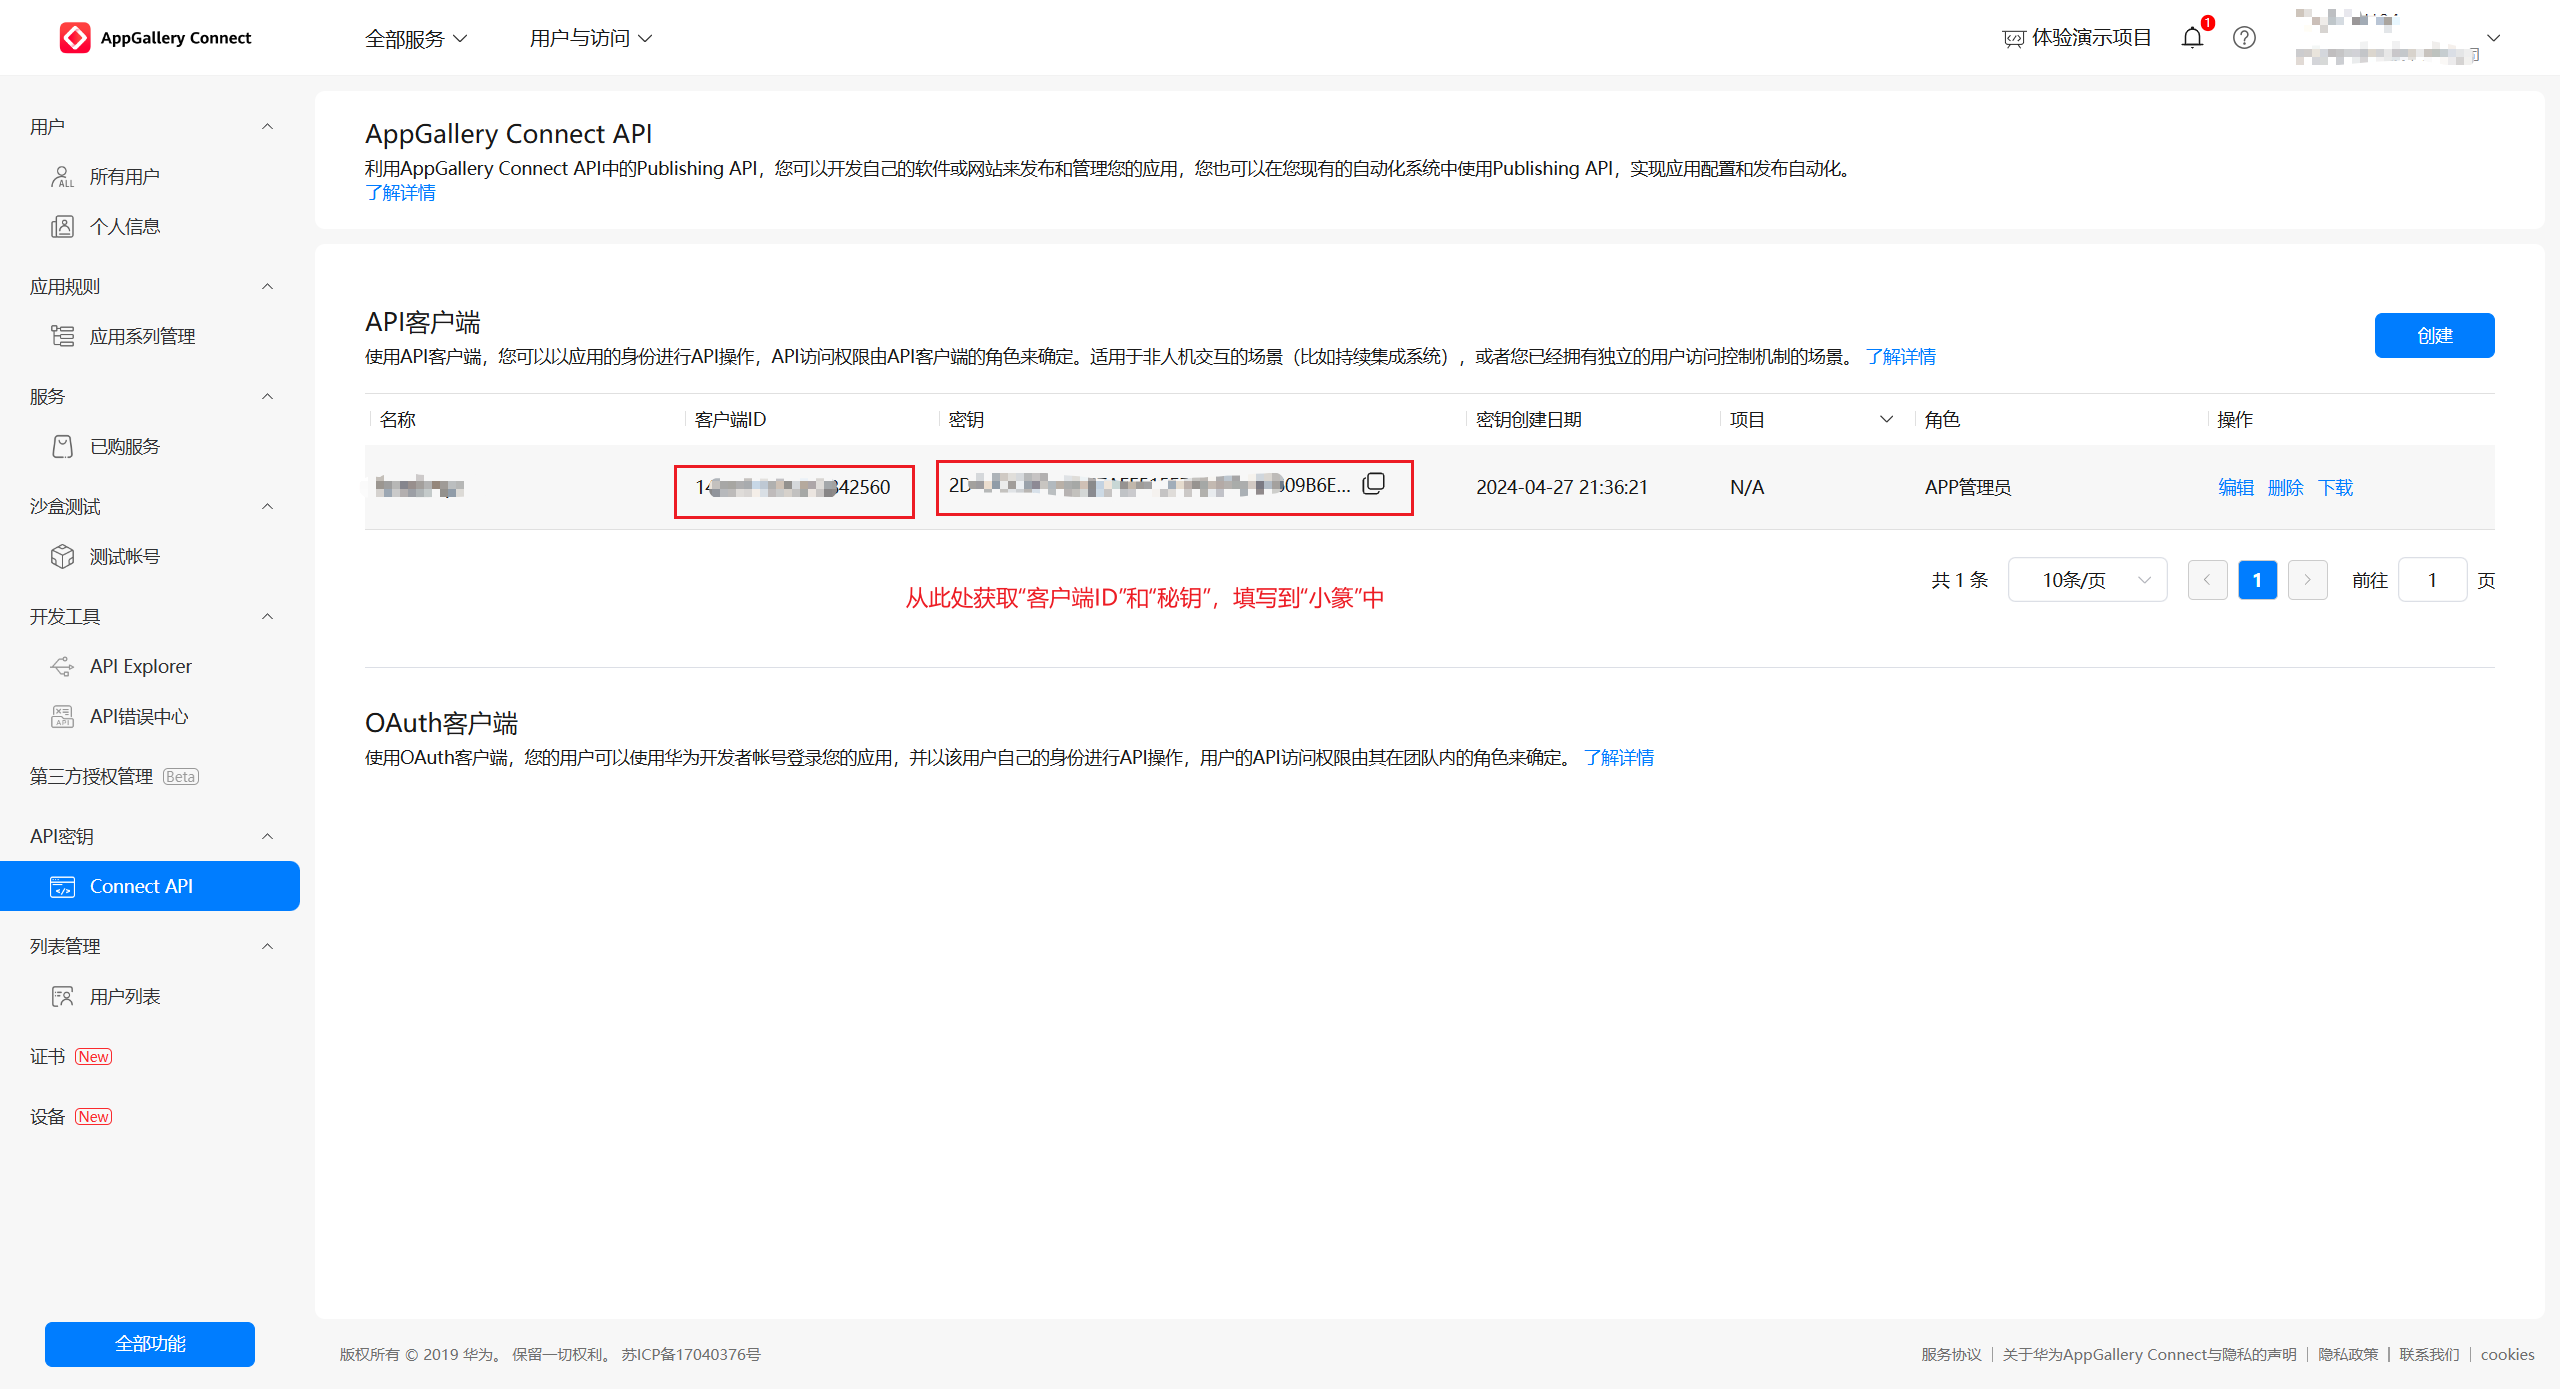 AppGallery Connect
全部服务
用户与访问
体验演示项目
1
用户
所有用户
个人信息
应用规则
应用系列管理
服务
已购服务
沙盒测试
测试帐号
开发工具
API Explorer
API错误中心
第三方授权管理 Beta
API密钥
Connect API
列表管理
用户列表
证书 New
设备 New
全部功能
AppGallery Connect API
利用AppGallery Connect API中的Publishing API，您可以开发自己的软件或网站来发布和管理您的应用，您也可以在您现有的自动化系统中使用Publishing API，实现应用配置和发布自动化。
了解详情
API客户端
创建
使用API客户端，您可以以应用的身份进行API操作，API访问权限由API客户端的角色来确定。适用于非人机交互的场景（比如持续集成系统），或者您已经拥有独立的用户访问控制机制的场景。 了解详情
名称 客户端ID 密钥 密钥创建日期 项目 角色 操作
2024-04-27 21:36:21 N/A APP管理员 编辑 删除 下载
共 1 条 10条/页 1 前往 1 页
从此处获取“客户端ID”和“秘钥”，填写到“小篆”中
OAuth客户端
使用OAuth客户端，您的用户可以使用华为开发者帐号登录您的应用，并以该用户自己的身份进行API操作，用户的API访问权限由其在团队内的角色来确定。 了解详情
版权所有 © 2019 华为。 保留一切权利。 苏ICP备17040376号
服务协议 | 关于华为AppGallery Connect与隐私的声明 | 隐私政策 | 联系我们 | cookies